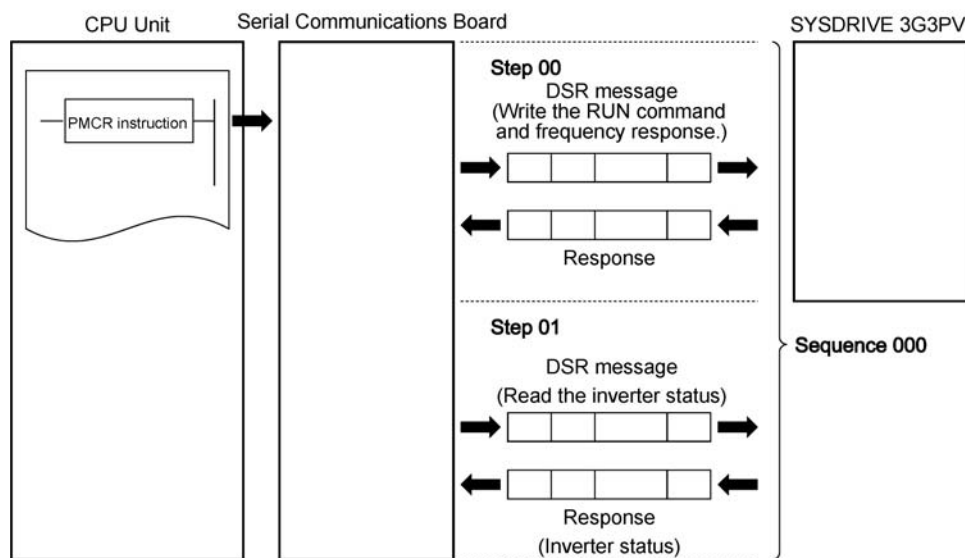 CPU Unit
Serial Communications Board
SYSDRIVE 3G3PV
PMCR instruction
Step 00
DSR message
(Write the RUN command
and frequency response.)
Response
Step 01
DSR message
(Read the inverter status)
Response
(Inverter status)
Sequence 000